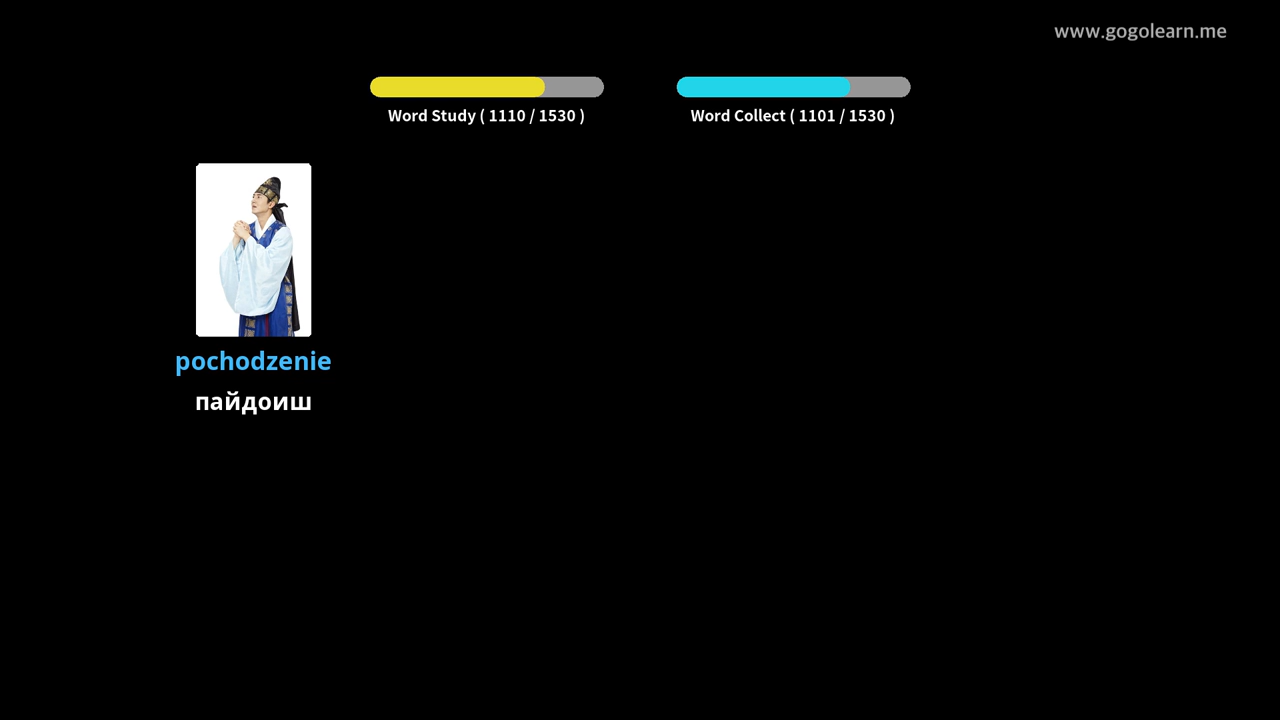 www.gogolearn.me
Word Study ( 1110 / 1530 )
Word Collect ( 1101 / 1530 )
pochodzenie
пайдоиш